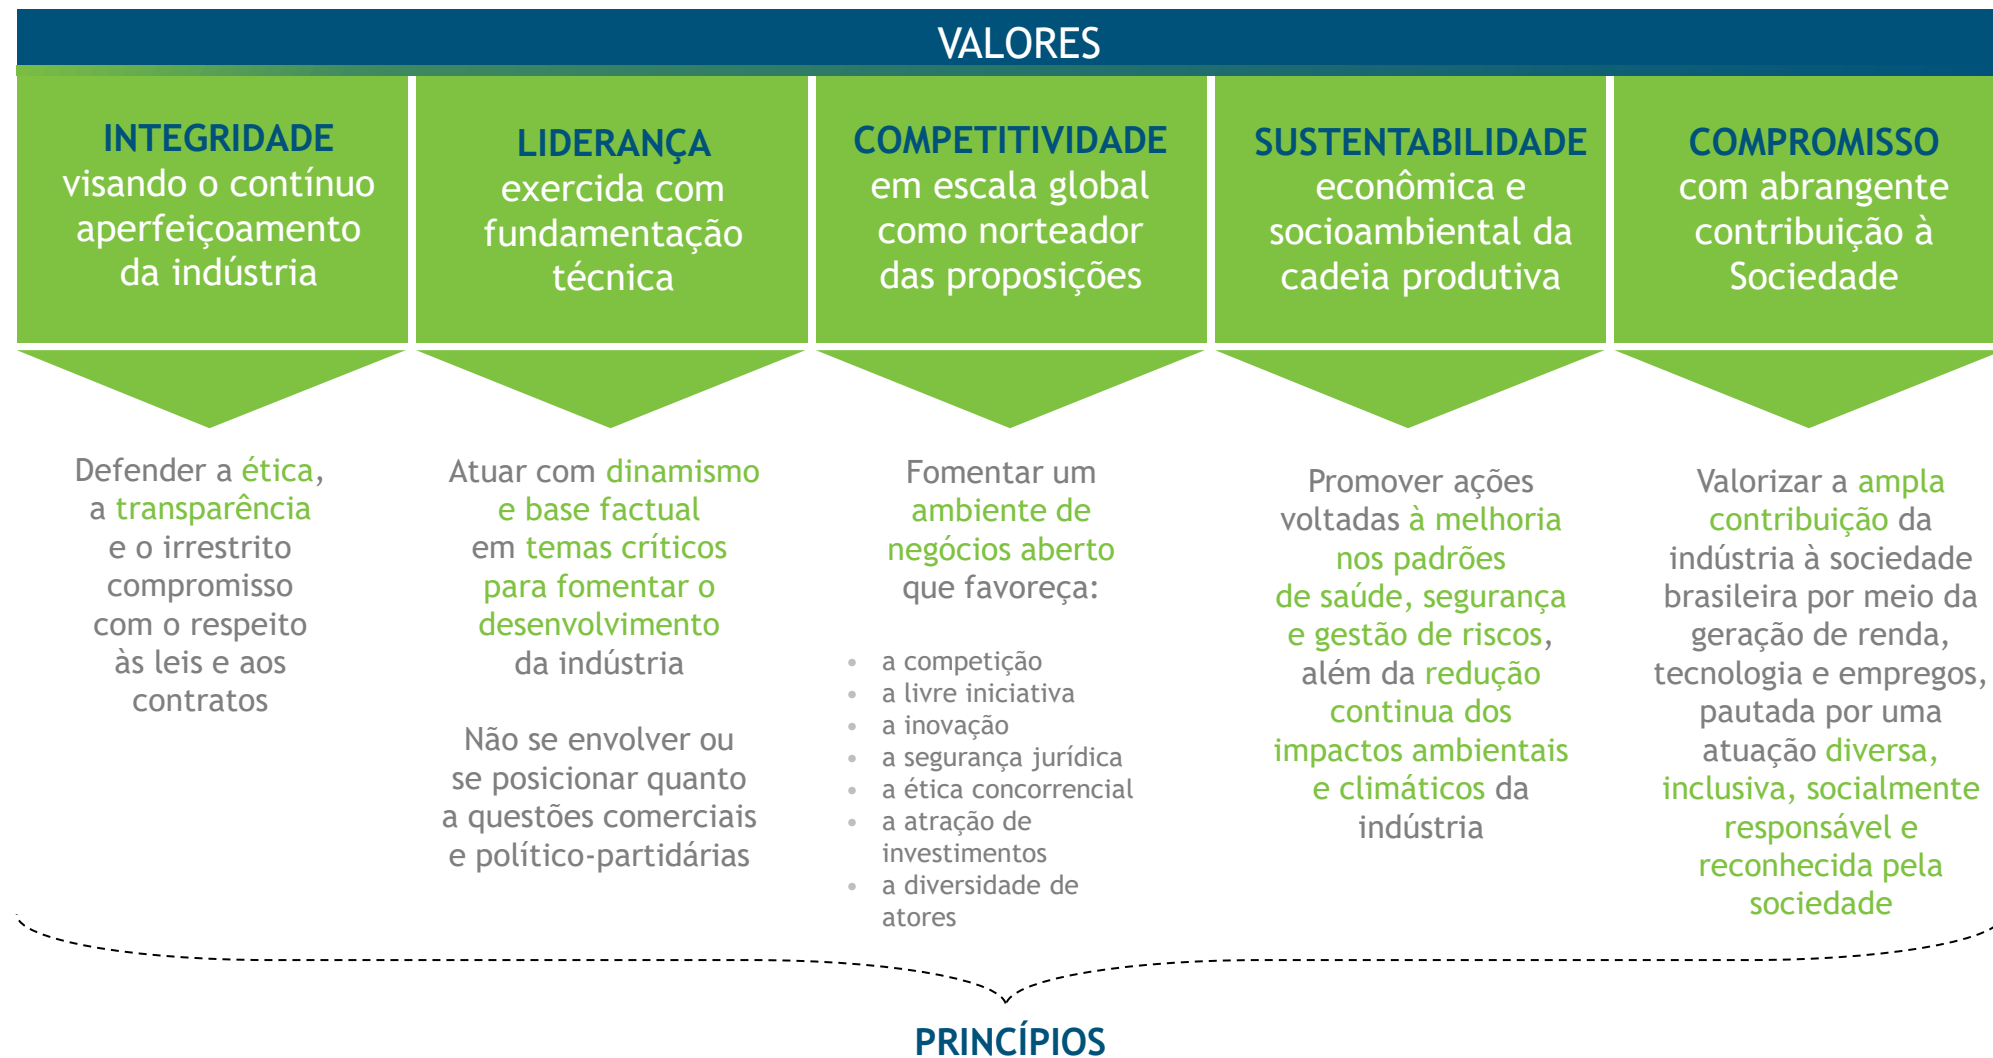 VALORES
INTEGRIDADE
visando o contínuo
aperfeiçoamento
da indústria
LIDERANÇA
exercida com
fundamentação
técnica
COMPETITIVIDADE
em escala global
como norteador
das proposições
SUSTENTABILIDADE
econômica e
socioambiental da
cadeia produtiva
COMPROMISSO
com abrangente
contribuição à
Sociedade
Defender a ética,
a transparência
e o irrestrito
compromisso
com o respeito
às leis e aos
contratos
Atuar com dinamismo
e base factual
em temas críticos
para fomentar o
desenvolvimento
da indústria
Não se envolver ou
se posicionar quanto
a questões comerciais
e político-partidárias
Fomentar um
ambiente de
negócios aberto
que favoreça:
• a competição
• a livre iniciativa
• a inovação
• a segurança jurídica
• a ética concorrencial
• a atração de
investimentos
• a diversidade de
atores
Promover ações
voltadas à melhoria
nos padrões
de saúde, segurança
e gestão de riscos,
além da redução
continua dos
impactos ambientais
e climáticos da
indústria
Valorizar a ampla
contribuição da
indústria à sociedade
brasileira por meio da
geração de renda,
tecnologia e empregos,
pautada por uma
atuação diversa,
inclusiva, socialmente
responsável e
reconhecida pela
sociedade
PRINCÍPIOS